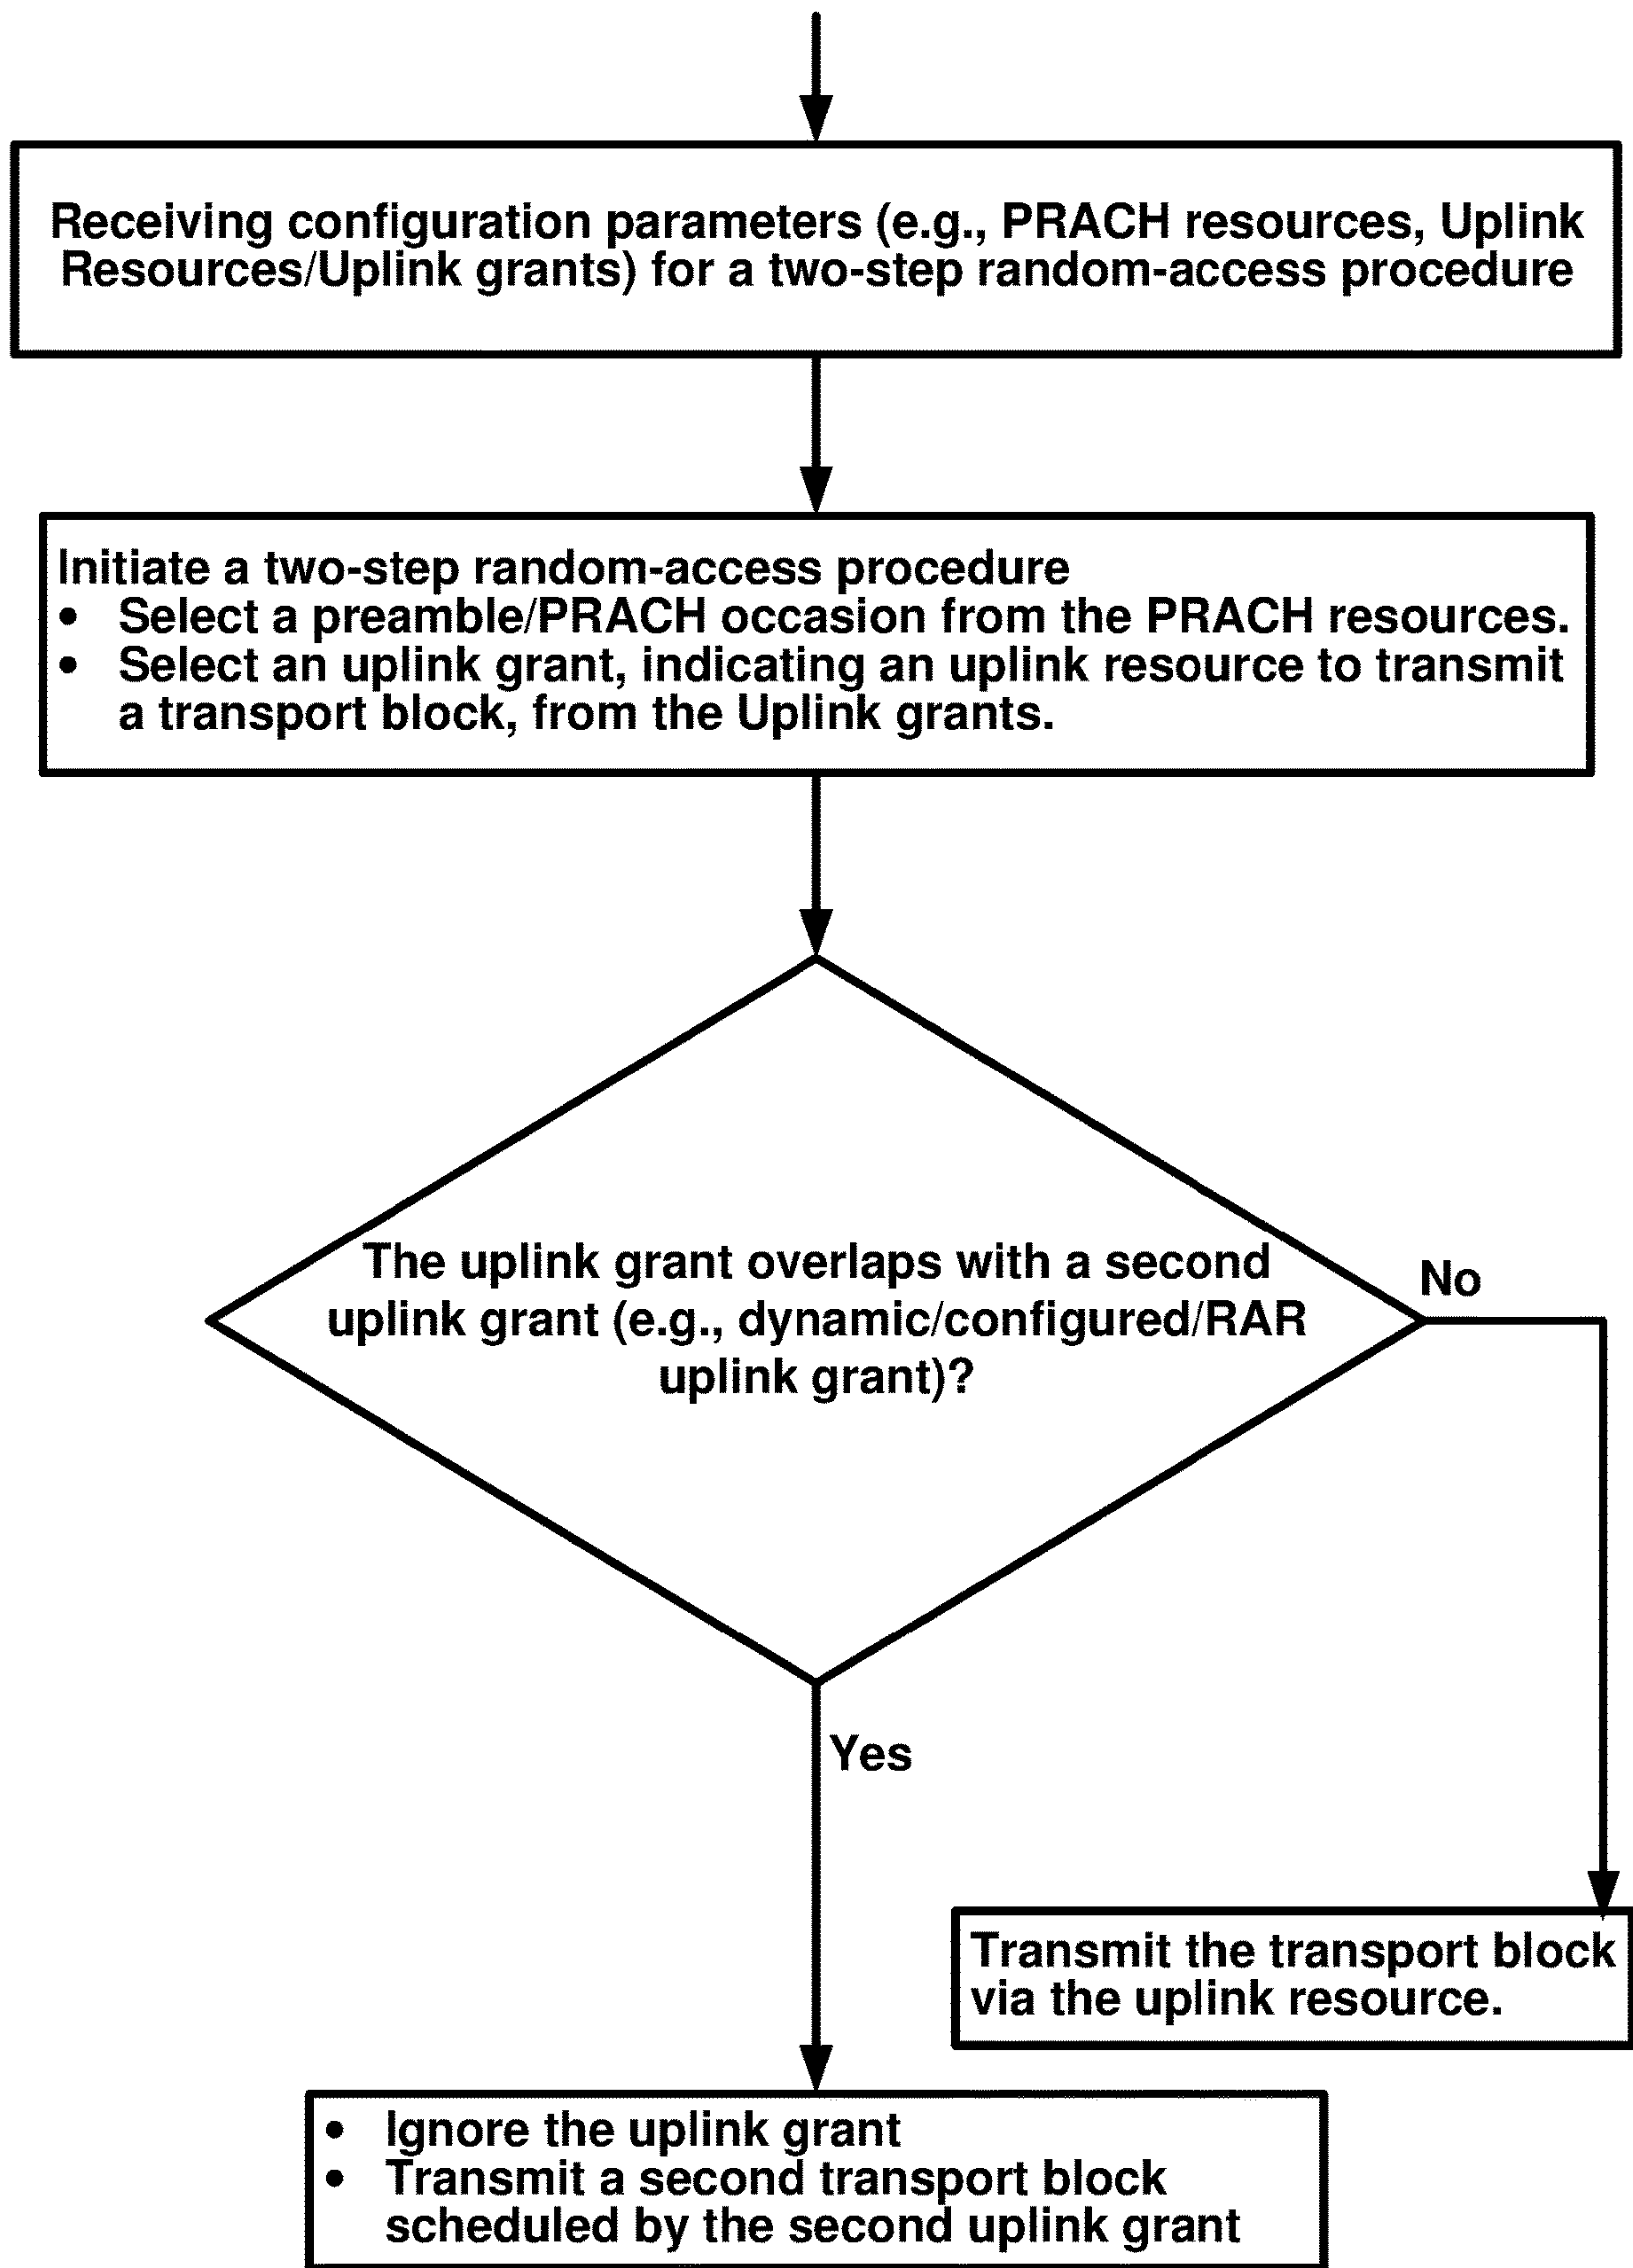 Receiving configuration parameters (e.g., PRACH resources, Uplink
Resources/Uplink grants) for a two-step random-access procedure
Initiate a two-step random-access procedure
• Select a preamble/PRACH occasion from the PRACH resources.
• Select an uplink grant, indicating an uplink resource to transmit
a transport block, from the Uplink grants.
The uplink grant overlaps with a second
uplink grant (e.g., dynamic/configured/RAR
uplink grant)?
No
Yes
Transmit the transport block
via the uplink resource.
• Ignore the uplink grant
• Transmit a second transport block
scheduled by the second uplink grant